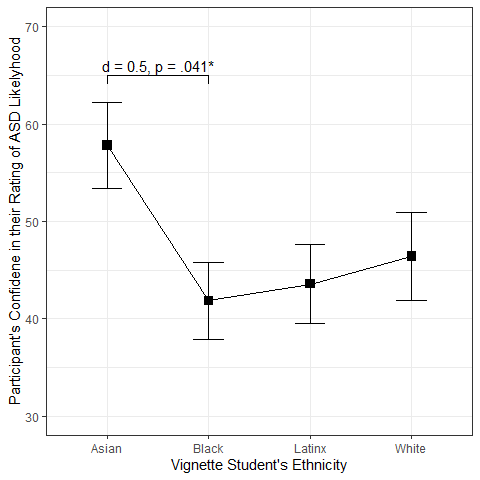 d = 0.5, p = .041*
Participant's Confidene in their Rating of ASD Likelyhood
70
60
50
40
30
Asian Black Latinx White
Vignette Student's Ethnicity